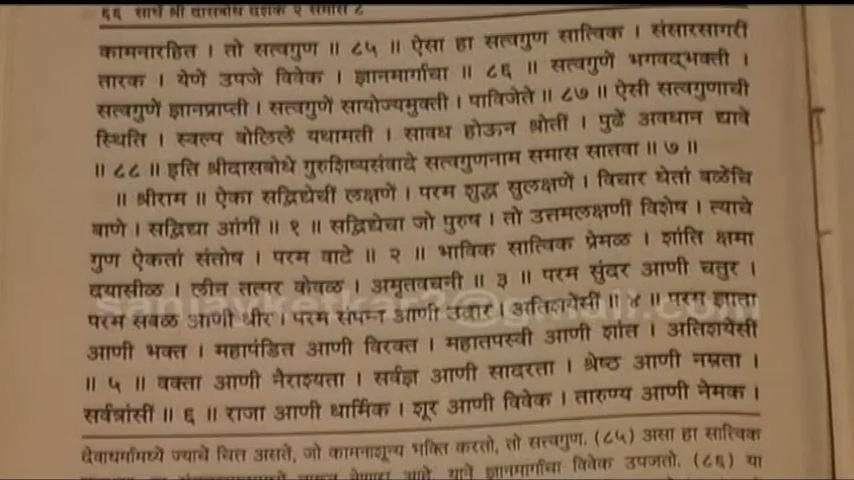 ६६ सार्थ श्री दासबोध दशक २ समास ८
कामनारहित । तो सत्वगुण ॥ ८५ ॥ ऐसा हा सत्वगुण सात्विक । संसारसागरी
तारक । येणें उपजे विवेक । ज्ञानमार्गाचा ॥ ८६ ॥ सत्वगुणें भगवद्‌भक्ती ।
सत्वगुणें ज्ञानप्राप्ती । सत्वगुणें सायोज्यमुक्ती । पाविजेते ॥ ८७ ॥ ऐसी सत्वगुणाची
स्थिति । स्वल्प बोलिलें यथामती । सावध होऊन श्रोतीं । पुढें अवधान द्यावे
॥ ८८ ॥ इति श्रीदासबोधे गुरुशिष्यसंवादे सत्वगुणनाम समास सातवा ॥ ७ ॥
॥ श्रीराम ॥ ऐका सद्विद्येचीं लक्षणें । परम शुद्ध सुलक्षणें । विचार घेतां बळेंचि
बाणे । सद्विद्या आंगीं ॥ १ ॥ सद्विद्येचा जो पुरुष । तो उत्तमलक्षणीं विशेष । त्याचे
गुण ऐकतां संतोष । परम वाटे ॥ २ ॥ भाविक सात्विक प्रेमळ । शांति क्षमा
दयासीळ । लीन तत्पर केवळ । अमृतवचनी ॥ ३ ॥ परम सुंदर आणी चतुर ।
परम सबळ आणी धीर । परम संपन्न आणी उदार । अतिशयेंसीं ॥ ४ ॥ परम ज्ञाता
आणी भक्त । महापंडित आणी विरक्त । महातपस्वी आणी शांत । अतिशयेंसीं
॥ ५ ॥ वक्ता आणी नैराश्यता । सर्वज्ञ आणी सादरता । श्रेष्ठ आणी नम्रता ।
सर्वत्रांसीं ॥ ६ ॥ राजा आणी धार्मिक । शूर आणी विवेक । तारुण्य आणी नेमक ।
देवाधर्मामध्यें ज्याचें चित्त असतें, जो कामनाशून्य भक्ति करतो, तो सत्वगुण. (८५) असा हा सात्विक
आहे, यानें ज्ञानमार्गाचा विवेक उपजतो. (८६) या